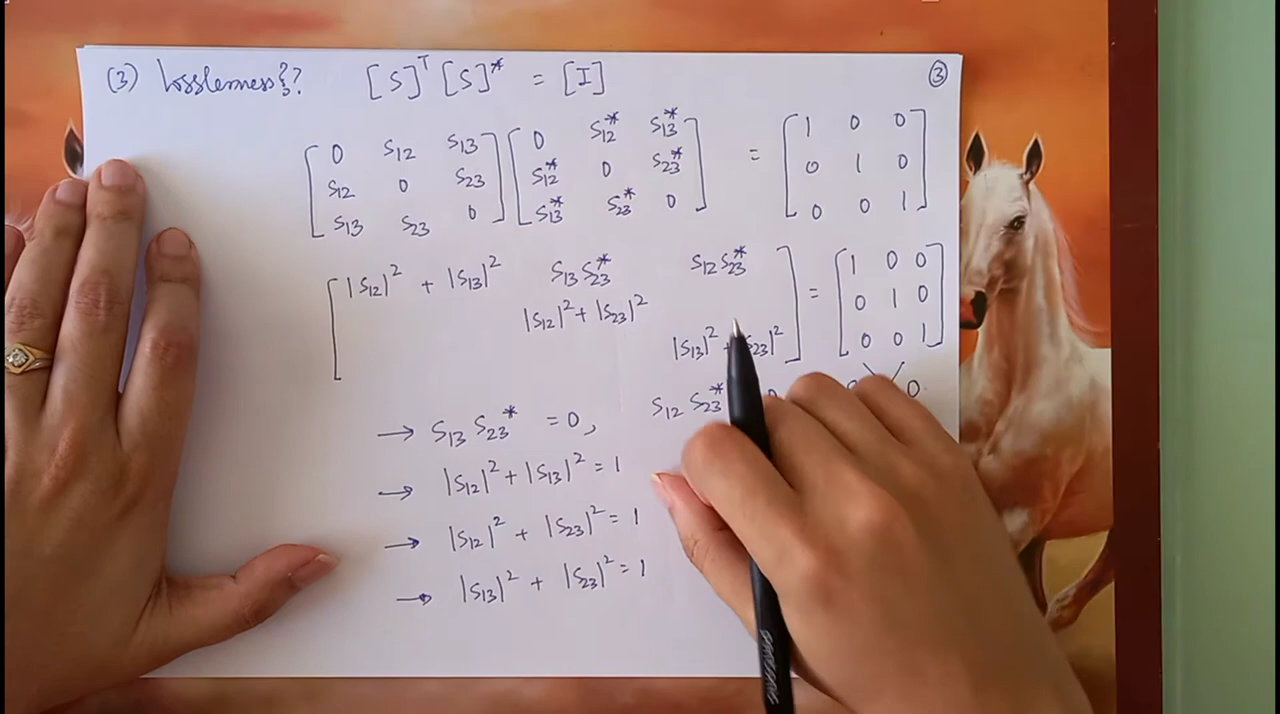 (3) Losslessness? [S]^T [S]^* = [I] ③
[0 S12 S13] [0 S12^* S13^*] = [1 0 0]
[S12 0 S23] [S12^* 0 S23^*] [0 1 0]
[S13 S23 0] [S13^* S23^* 0] [0 0 1]
[|S12|^2 + |S13|^2 S13 S23^* S12 S23^*] = [1 0 0]
|S12|^2 + |S23|^2 [0 1 0]
|S13|^2 + |S23|^2 [0 0 1]
→ S13 S23^* = 0, S12 S23^* 0 0
→ |S12|^2 + |S13|^2 = 1
→ |S12|^2 + |S23|^2 = 1
→ |S13|^2 + |S23|^2 = 1